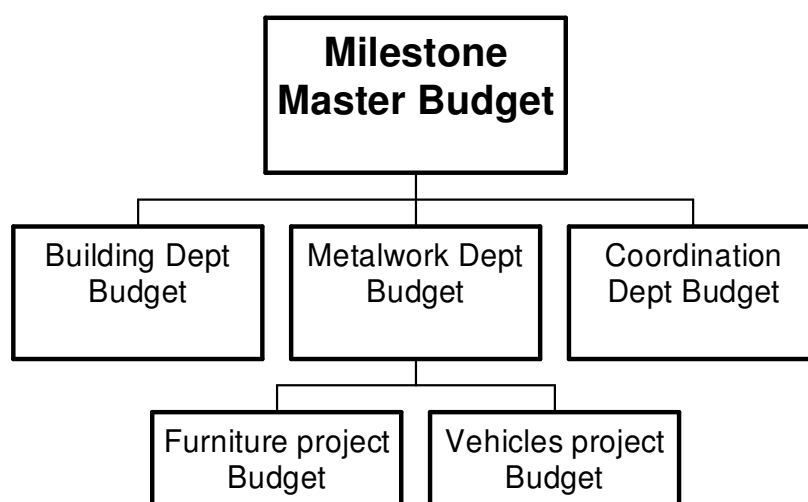 Milestone
Master Budget
Building Dept
Budget
Metalwork Dept
Budget
Coordination
Dept Budget
Furniture project
Budget
Vehicles project
Budget